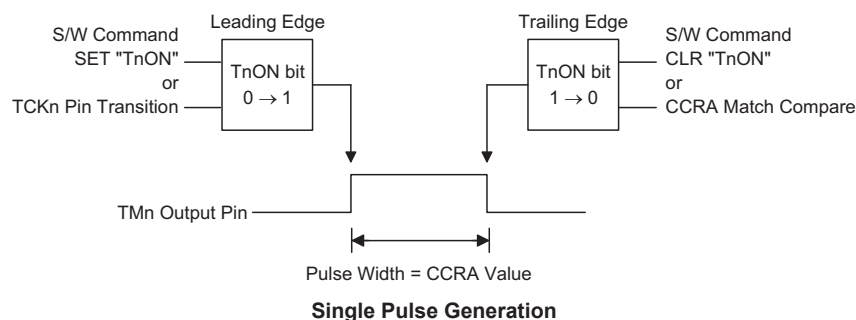 Leading Edge
S/W Command
SET "TnON"
or
TCKn Pin Transition
TnON bit
0 → 1
Trailing Edge
TnON bit
1 → 0
S/W Command
CLR "TnON"
or
CCRA Match Compare
TMn Output Pin
Pulse Width = CCRA Value
Single Pulse Generation